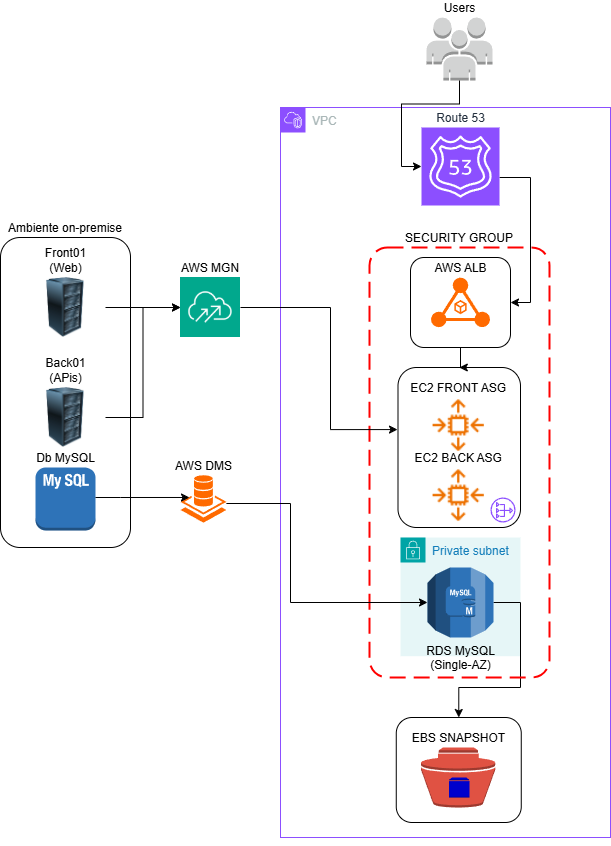 Users
VPC
Route 53
53
Ambiente on-premise
SECURITY GROUP
Front01
(Web)
AWS MGN
AWS ALB
Back01
(APis)
EC2 FRONT ASG
Db MySQL
My SQL
AWS DMS
EC2 BACK ASG
Private subnet
MySQL
M
RDS MySQL
(Single-AZ)
EBS SNAPSHOT